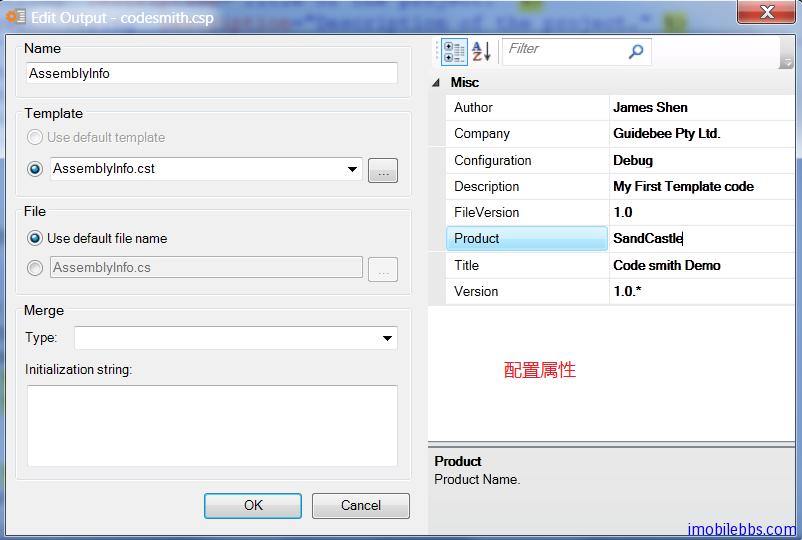 Edit Output - codesmith.csp
Name
AssemblyInfo
Template
Use default template
AssemblyInfo.cst
...
File
Use default file name
AssemblyInfo.cs
...
Merge
Type:
Initialization string:
OK
Cancel
Filter
Misc
Author James Shen
Company Guidebee Pty Ltd.
Configuration Debug
Description My First Template code
FileVersion 1.0
Product SandCastle
Title Code smith Demo
Version 1.0.*
配置属性
Product
Product Name.
imobilebbs.com